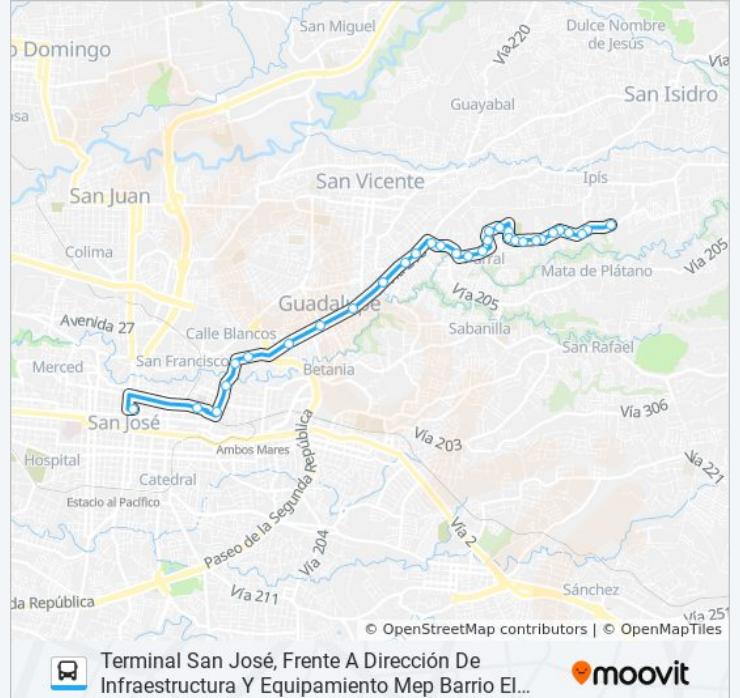 San Miguel
Vía 220
Dulce Nombre
de Jesús
Domingo
Guayabal
San Isidro
San Vicente
Ipís
San Juan
Colima
Mata de Plátano
Vía 205
Guadalupe
Vía 205
Avenida 27
Calle Blancos
Sabanilla
San Rafael
Merced
San Francisco
Betania
San José
Vía 306
Vía 203
Hospital
Ambos Mares
Vía 221
Catedral
Estacio al Pacífico
Paseo de la Segunda República
Vía 2
Vía 204
Vía 211
Sánchez
da República
Vía 251
© OpenStreetMap contributors | © OpenMapTiles
Terminal San José, Frente A Dirección De
Infraestructura Y Equipamiento Mep Barrio El...
moovit